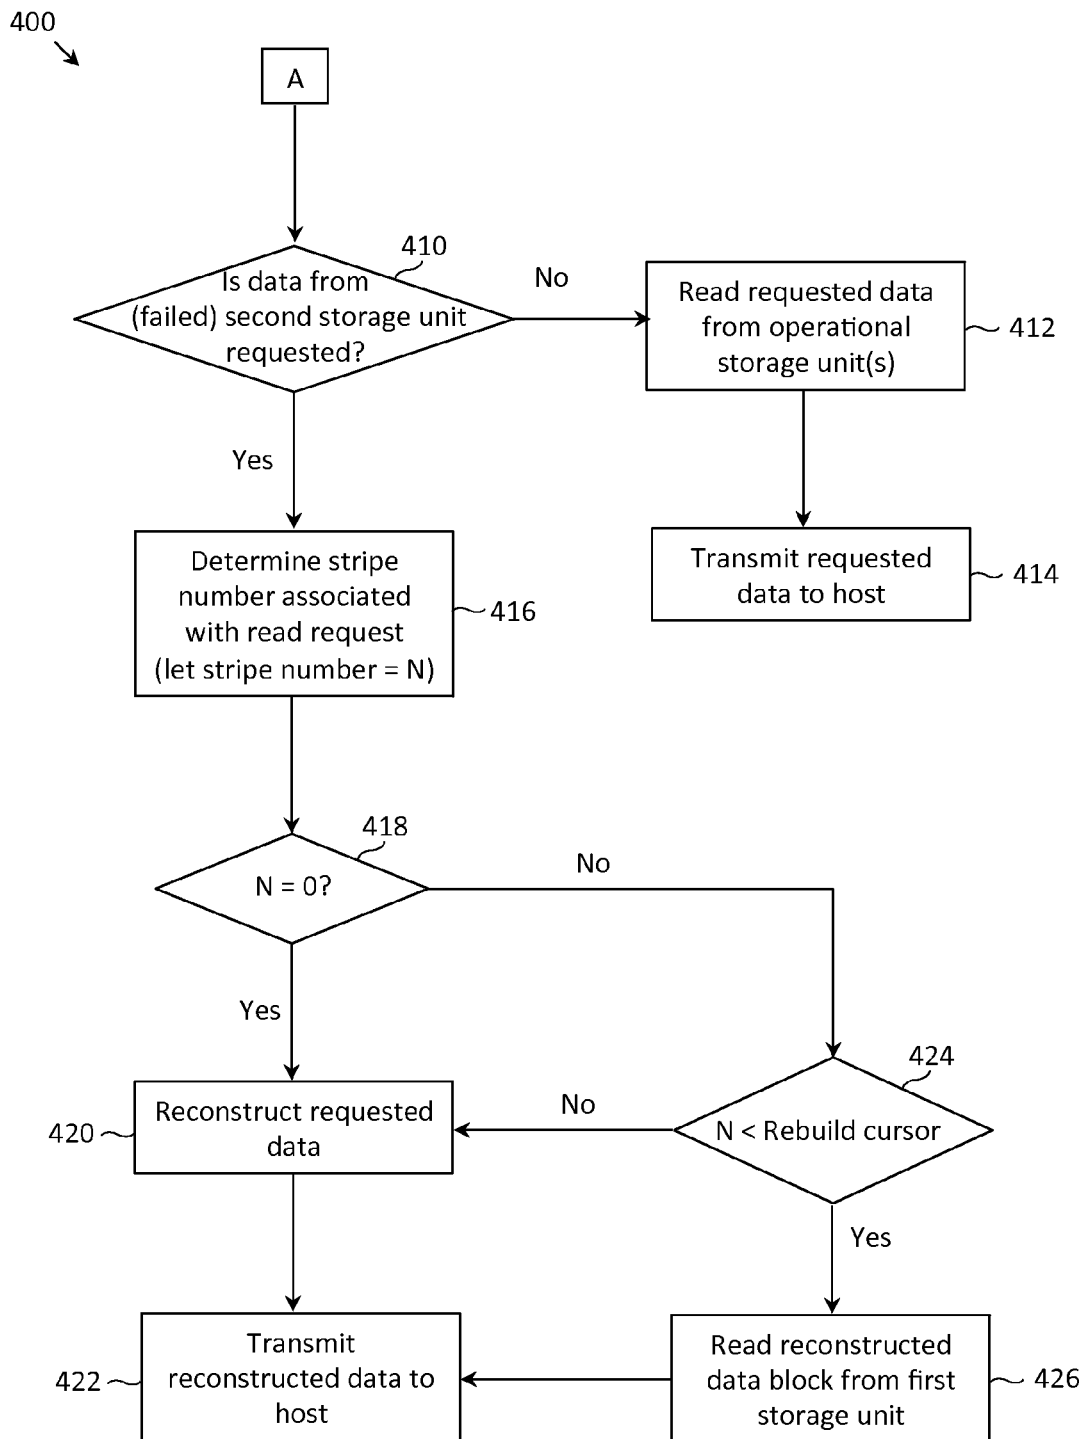 400
A
410
Is data from
(failed) second storage unit
requested?
No
Read requested data
from operational
storage unit(s)
412
Yes
Transmit requested
data to host
414
Determine stripe
number associated
with read request
(let stripe number = N)
416
418
N = 0?
No
Yes
424
N < Rebuild cursor
No
Reconstruct requested
data
420
Yes
Transmit
reconstructed data to
host
422
Read reconstructed
data block from first
storage unit
426